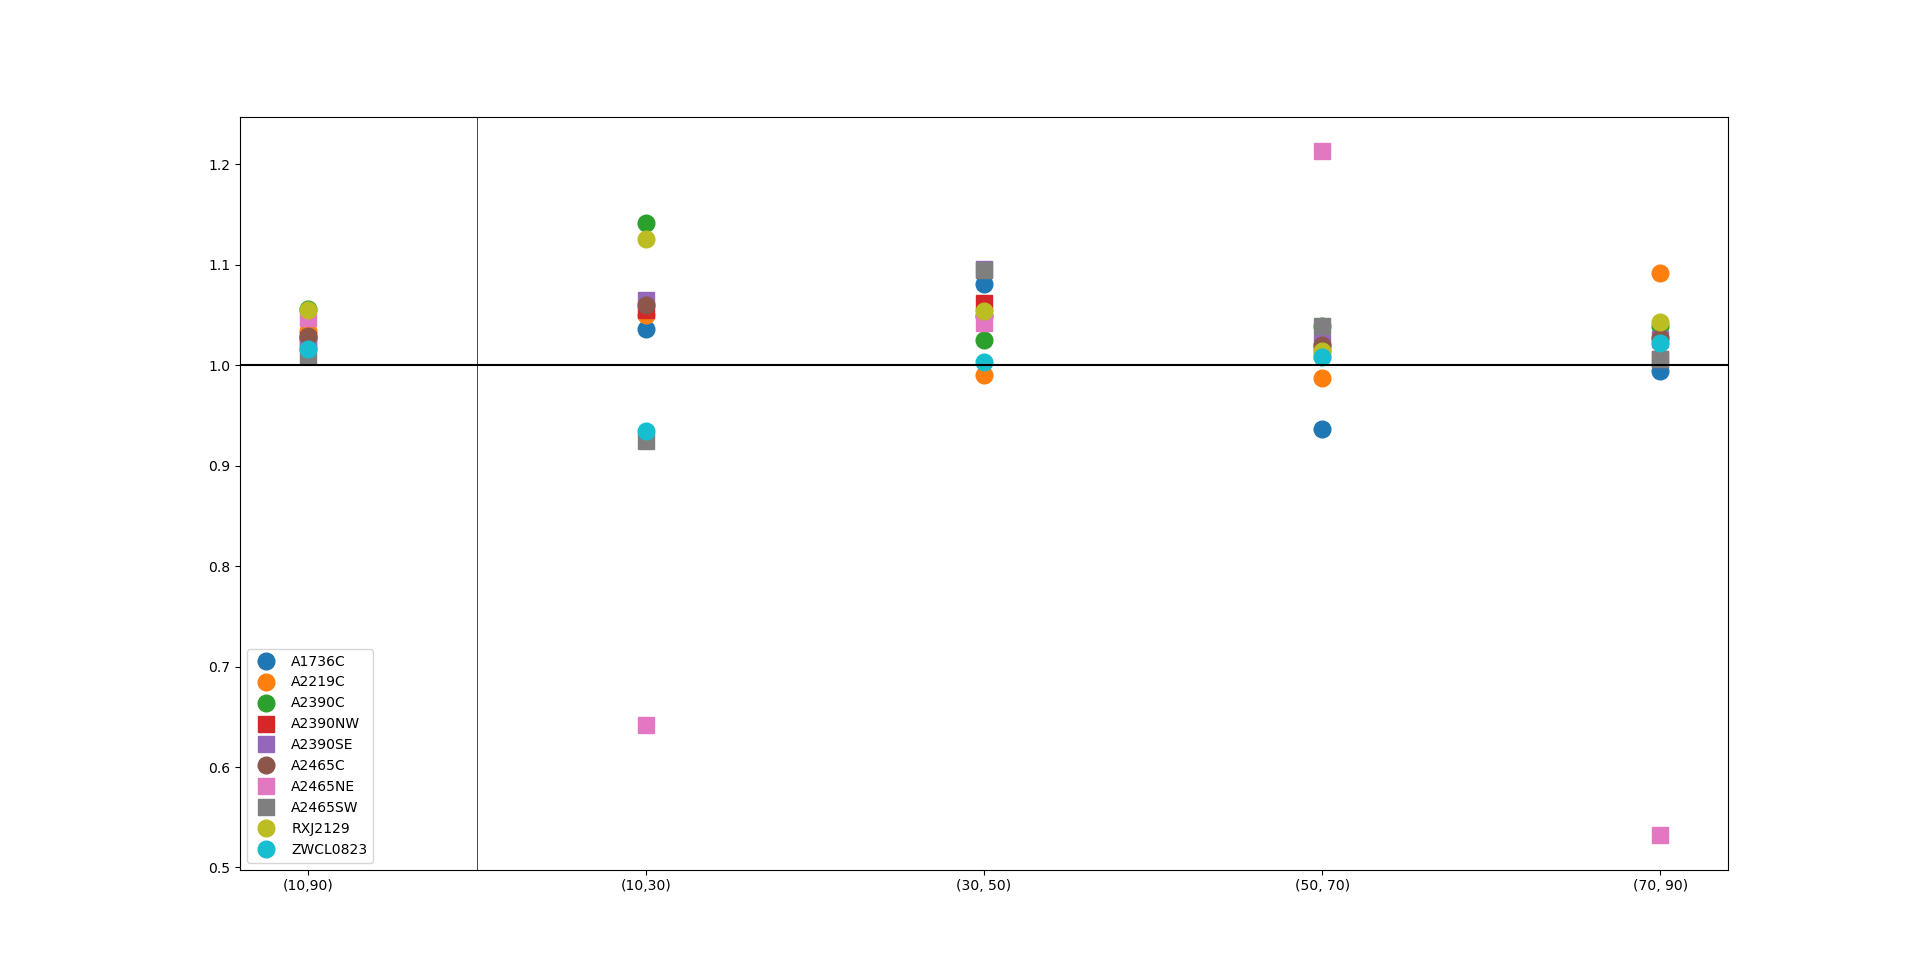 1.2
1.1
1.0
0.9
0.8
0.7
0.6
0.5
A1736C
A2219C
A2390C
A2390NW
A2390SE
A2465C
A2465NE
A2465SW
RXJ2129
ZWCL0823
(10,90) (10,30) (30, 50) (50, 70) (70, 90)